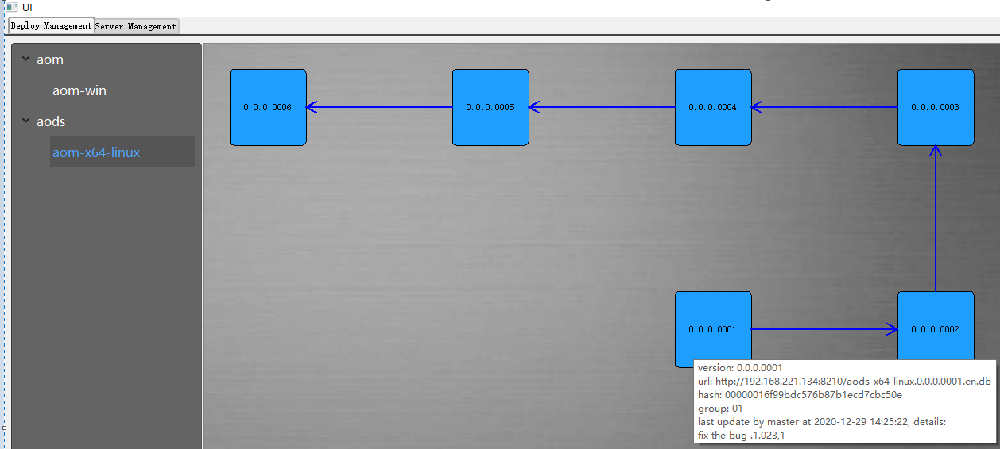 UI
Deploy Management Server Management
aom
aom-win
aods
aom-x64-linux
0.0.0.0006 0.0.0.0005 0.0.0.0004 0.0.0.0003
0.0.0.0001 0.0.0.0002
version: 0.0.0.0001
url: http://192.168.221.134:8210/aods-x64-linux.0.0.0.0001.en.db
hash: 00000016f99bdc576b87b1ecd7cbc50e
group: 01
last update by master at 2020-12-29 14:25:22, details:
fix the bug .1.023,1